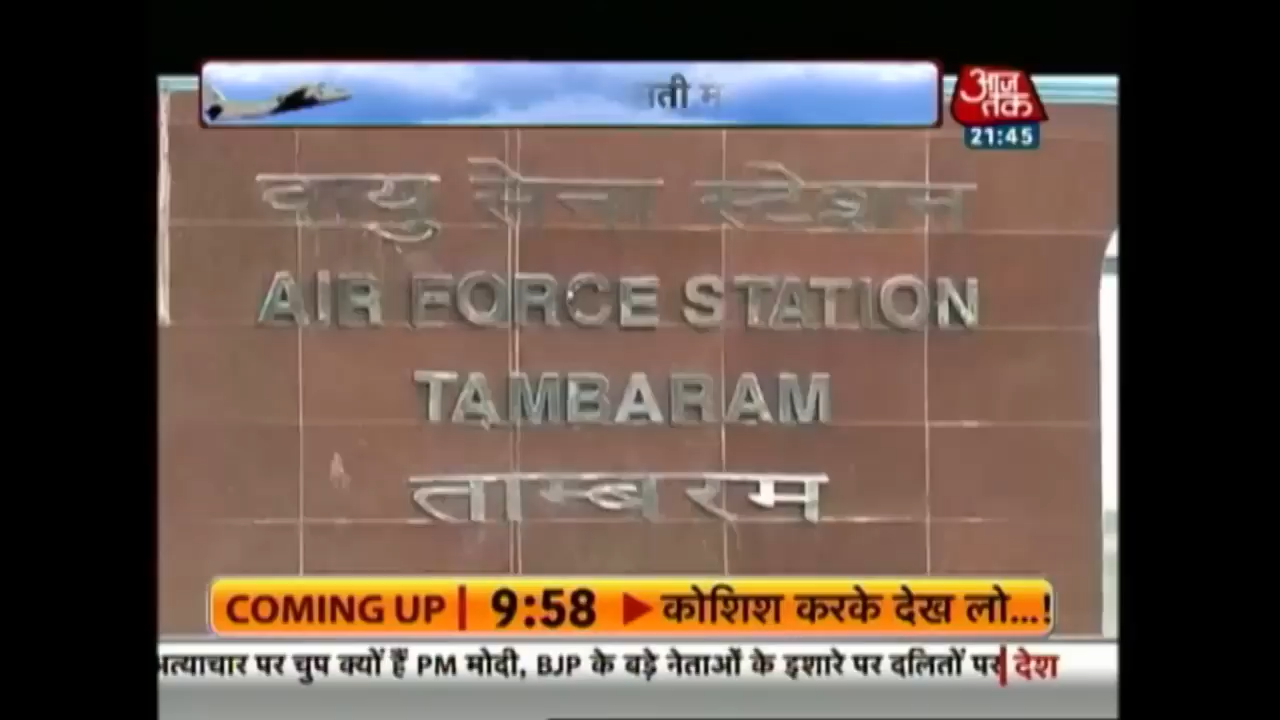 आज तक
21:45
वायु सेना स्टेशन
AIR FORCE STATION
TAMBARAM
ताम्बरम
COMING UP | 9:58 ▶ कोशिश करके देख लो...!
पर चुप क्यों हैं PM मोदी, BJP के बड़े नेताओं के इशारे पर दलितों पर देश